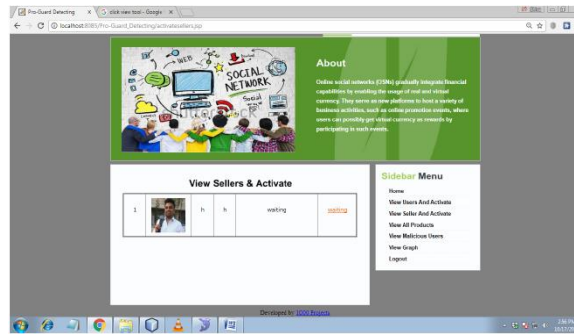 Pro-Guard Detecting
click view tool - Google
localhost:8085/Pro-Guard_Detecting/activatesellers.jsp
WEB
SOCIAL
NETWORK
Social
About
Online social networks (OSNs) gradually integrate financial
capabilities by enabling the usage of real and virtual
currency. They serve as new platforms to host a variety of
business activities, such as online promotion events, where
users can possibly get virtual currency as rewards by
participating in such events.
View Sellers & Activate
1 h h waiting waiting
Sidebar Menu
Home
View Users And Activate
View Seller And Activate
View All Products
View Malicious Users
View Graph
Logout
Developed by 1000 Projects